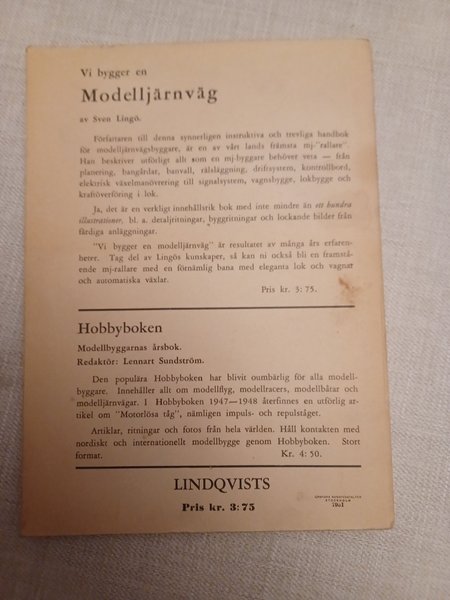 Vi bygger en
Modelljärnväg
av Sven Lingö.
Författaren till denna synnerligen instruktiva och trevliga handbok
för modelljärnvägsbyggare, är en av vårt lands främsta mj-"rallare".
Han beskriver utförligt allt som en mj-byggare behöver veta — från
planering, bangårdar, banvall, rälsläggning, driftsystem, kontrollbord,
elektrisk växelmanövrering till signalsystem, vagnsbygge, lokbygge och
kraftöverföring i lok.
Ja, det är en verkligt innehållsrik bok med inte mindre än ett hundra
illustrationer, bl. a. detaljritningar, byggritningar och lockande bilder från
färdiga anläggningar.
"Vi bygger en modelljärnväg" är resultatet av många års erfaren-
heter. Tag del av Lingös kunskaper, så kan ni också bli en framstå-
ende mj-rallare med en förnämlig bana med eleganta lok och vagnar
och automatiska växlar.
Pris kr. 3: 75.
Hobbyboken
Modellbyggarnas årsbok.
Redaktör: Lennart Sundström.
Den populära Hobbyboken har blivit oumbärlig för alla modell-
byggare. Innehåller allt om modellflyg, modelltracers, modellbåtar och
modelljärnvägar. I Hobbyboken 1947—1948 återfinnes en utförlig ar-
tikel om "Motorlösa tåg", nämligen impuls- och repulståget.
Artiklar, ritningar och fotos från hela världen. Håll kontakten med
nordiskt och internationellt modellbygge genom Hobbyboken. Stort
format. Kr. 4: 50.
LINDQVISTS
Pris kr. 3:75
STOCKHOLM